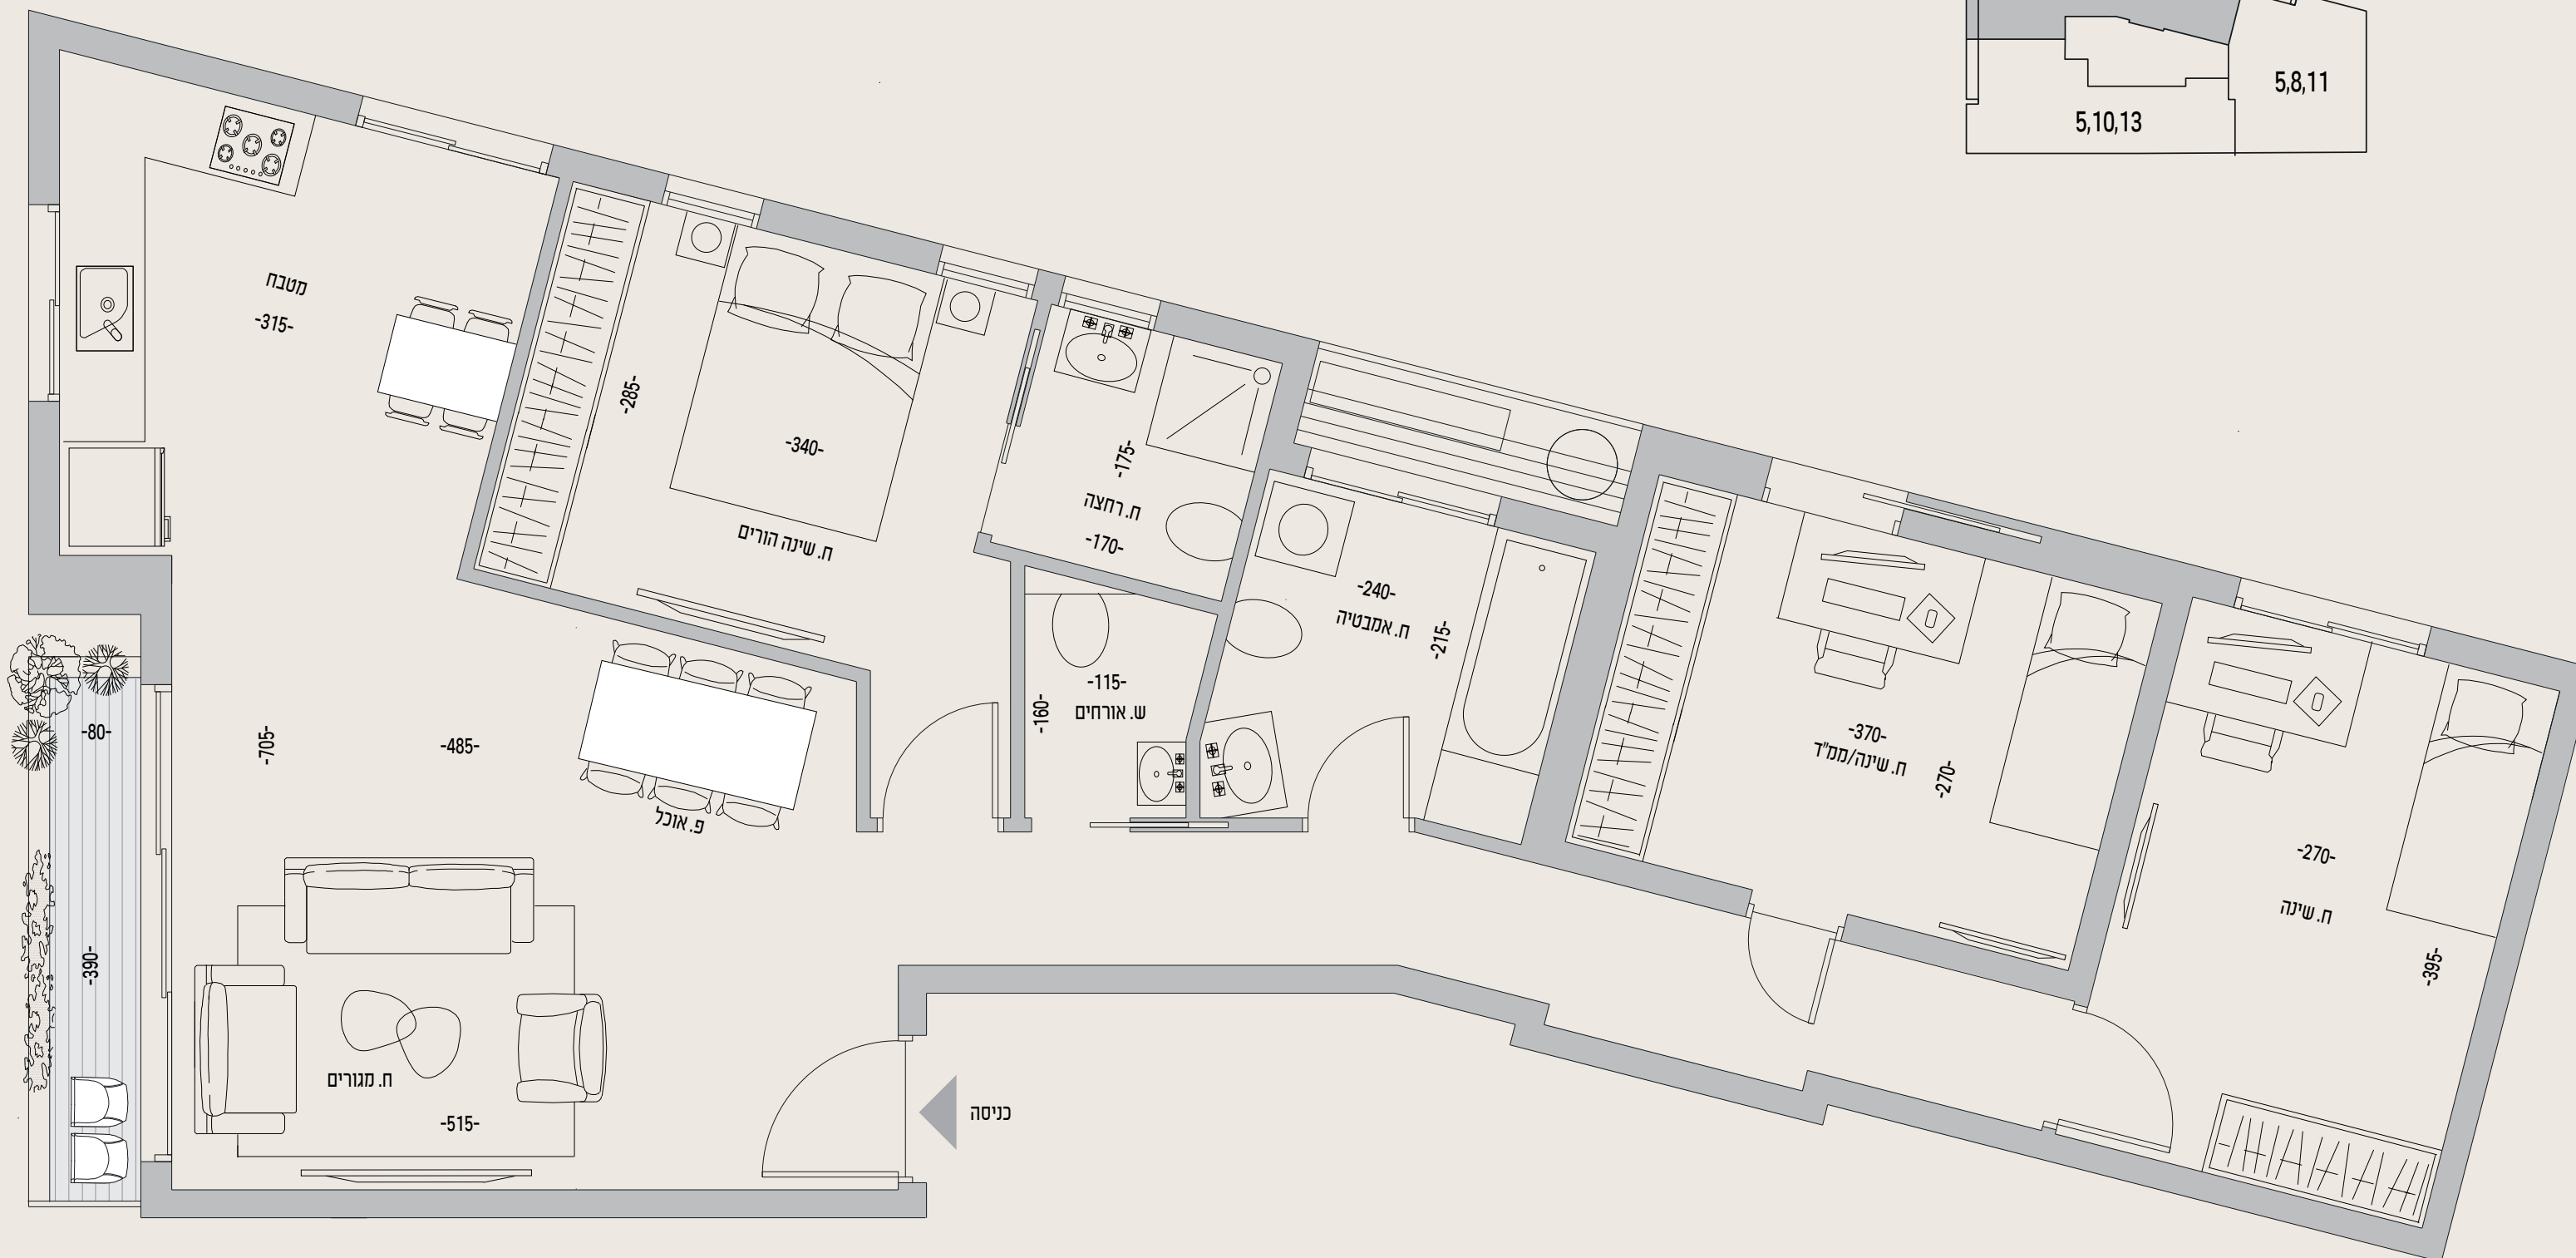 5,8,11
5,10,13
מטבח
-315-
-285-
-340-
ח. שינה הורים
-175-
ח. רחצה
-170-
-240-
ח. אמבטיה
-215-
-115-
ש. אורחים
-160-
-370-
ח. שינה/ממ"ד
-270-
-270-
ח. שינה
-395-
-80-
-390-
-705-
-485-
פ. אוכל
ח. מגורים
-515-
כניסה